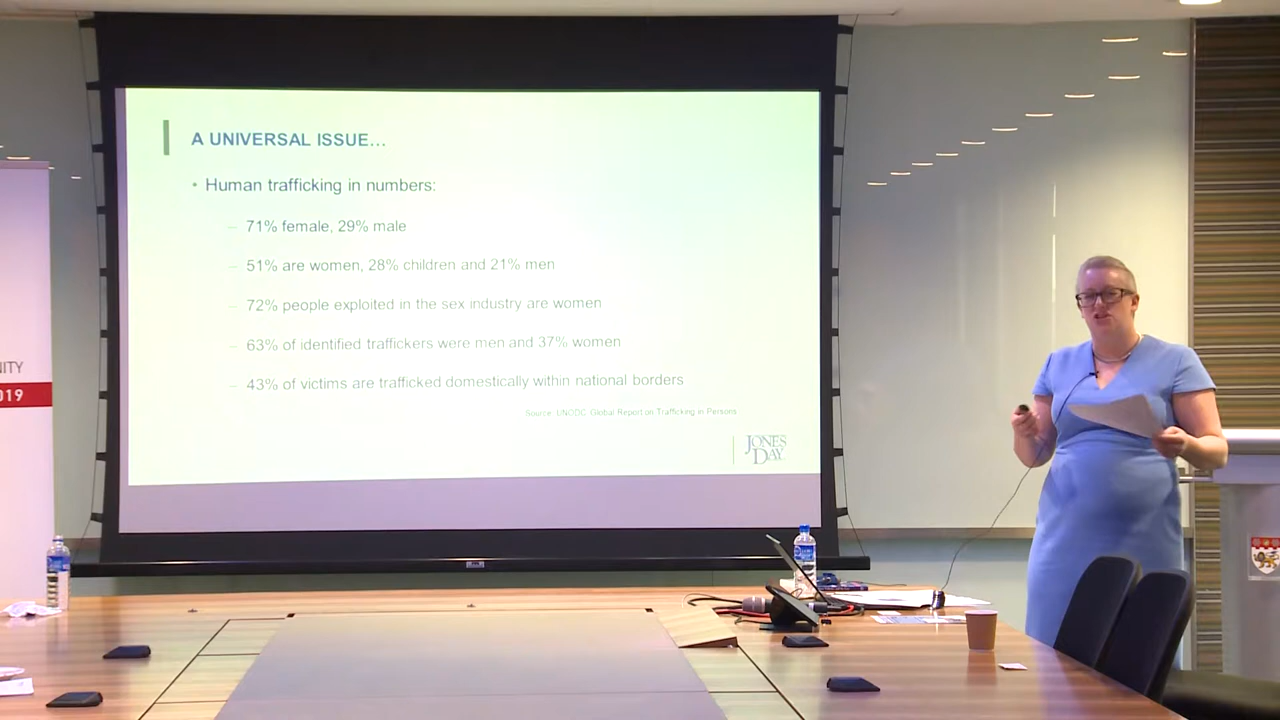 A UNIVERSAL ISSUE...
• Human trafficking in numbers:
– 71% female, 29% male
– 51% are women, 28% children and 21% men
– 72% people exploited in the sex industry are women
– 63% of identified traffickers were men and 37% women
– 43% of victims are trafficked domestically within national borders
Source: UNODC Global Report on Trafficking in Persons
JONES
DAY
NITY
019